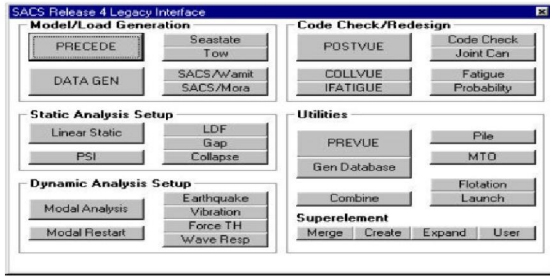 SACS Release 4 Legacy Interface
Model/Load Generation
PRECEDE
Seastate
Tow
DATA GEN
SACS/Wamit
SACS/Mora
Static Analysis Setup
Linear Static
LDF
Gap
PSI
Collapse
Dynamic Analysis Setup
Modal Analysis
Earthquake
Vibration
Modal Restart
Force TH
Wave Resp
Code Check/Redesign
POSTVUE
Code Check
Joint Can
COLLVUE
Fatigue
IFATIGUE
Probability
Utilities
PREVUE
Pile
Gen Database
MTO
Flotation
Combine
Launch
Superelement
Merge Create Expand User